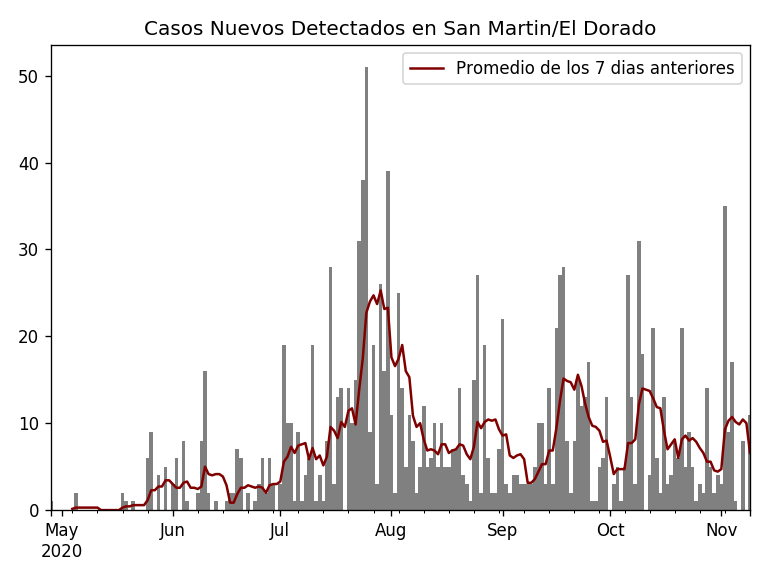 Casos Nuevos Detectados en San Martin/El Dorado
Promedio de los 7 dias anteriores
50
40
30
20
10
0
May Jun Jul Aug Sep Oct Nov
2020